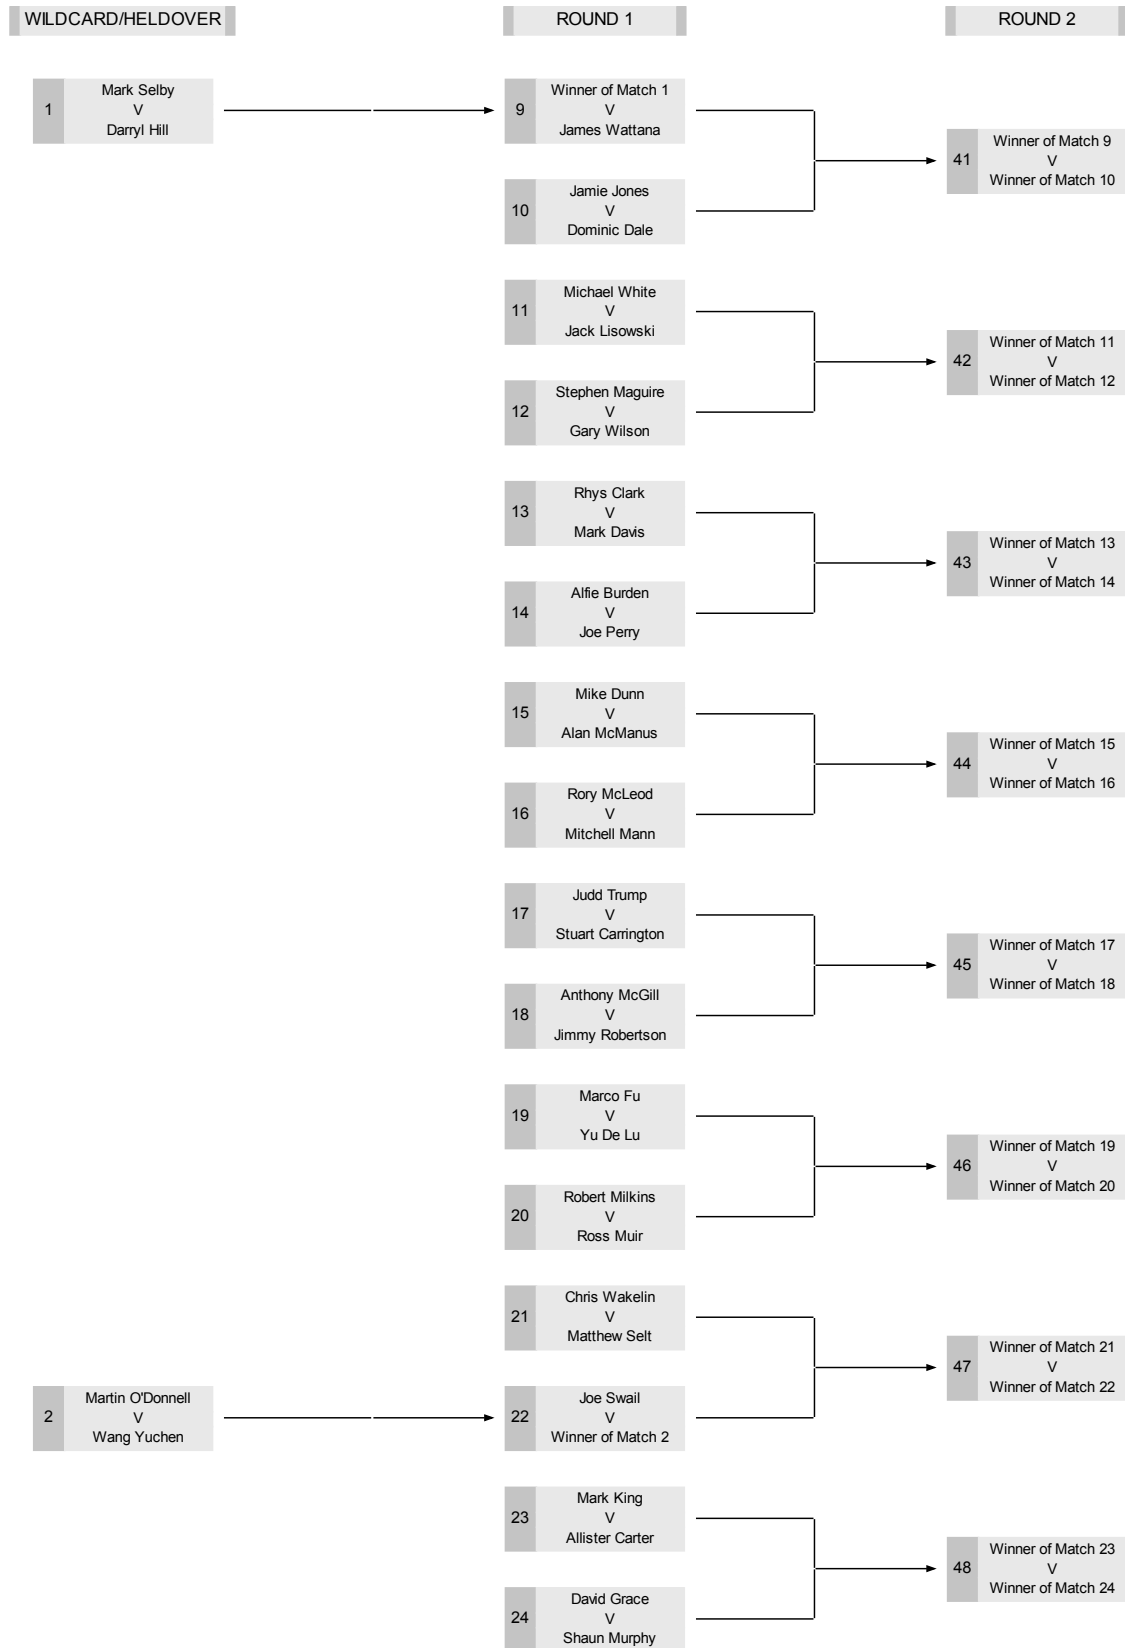 WILDCARD/HELDOVER
ROUND 1
ROUND 2
1
Mark Selby
V
Darryl Hill
9
Winner of Match 1
V
James Wattana
41
Winner of Match 9
V
Winner of Match 10
10
Jamie Jones
V
Dominic Dale
11
Michael White
V
Jack Lisowski
42
Winner of Match 11
V
Winner of Match 12
12
Stephen Maguire
V
Gary Wilson
13
Rhys Clark
V
Mark Davis
43
Winner of Match 13
V
Winner of Match 14
14
Alfie Burden
V
Joe Perry
15
Mike Dunn
V
Alan McManus
44
Winner of Match 15
V
Winner of Match 16
16
Rory McLeod
V
Mitchell Mann
17
Judd Trump
V
Stuart Carrington
45
Winner of Match 17
V
Winner of Match 18
18
Anthony McGill
V
Jimmy Robertson
19
Marco Fu
V
Yu De Lu
46
Winner of Match 19
V
Winner of Match 20
20
Robert Milkins
V
Ross Muir
21
Chris Wakelin
V
Matthew Selt
47
Winner of Match 21
V
Winner of Match 22
2
Martin O'Donnell
V
Wang Yuchen
22
Joe Swail
V
Winner of Match 2
23
Mark King
V
Allister Carter
48
Winner of Match 23
V
Winner of Match 24
24
David Grace
V
Shaun Murphy